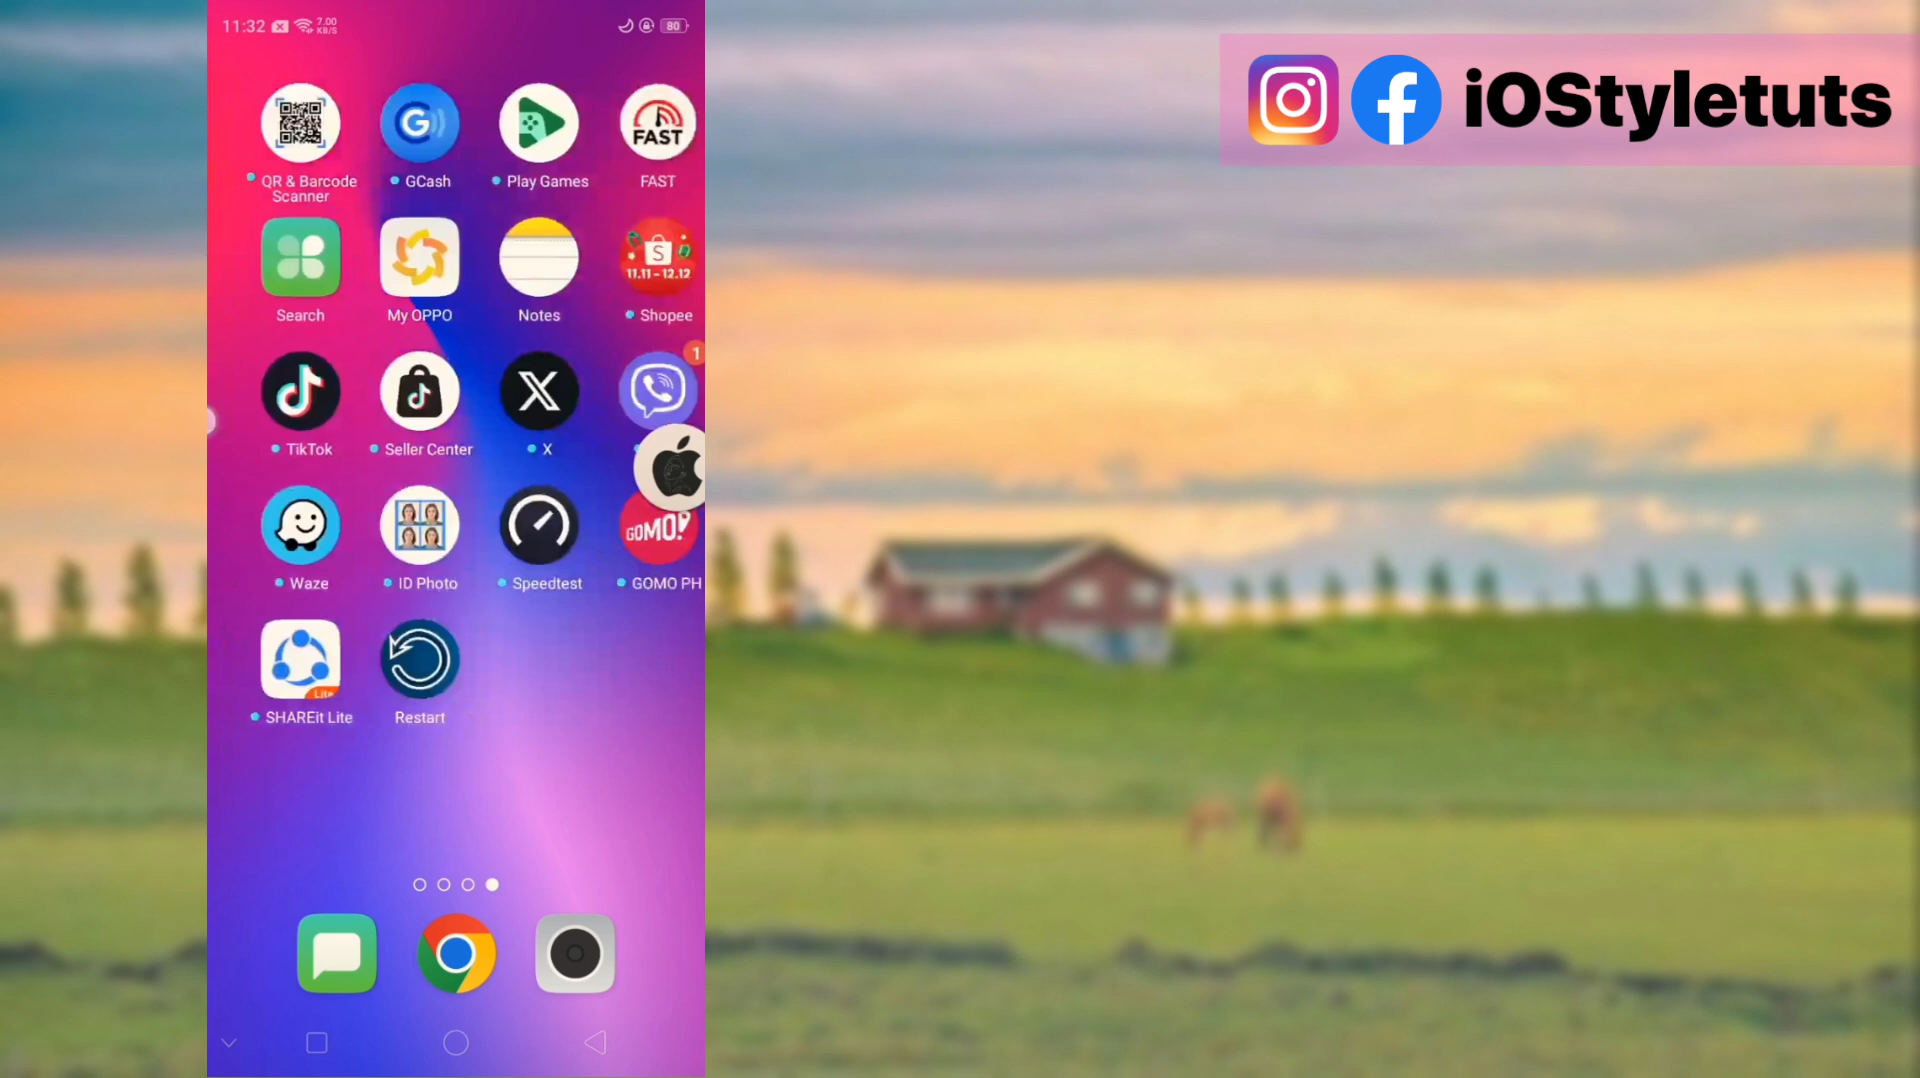 11:32 7.00 KB/S 80
iOStyletuts
FAST
QR & Barcode Scanner
GCash
Play Games
FAST
S
11.11-12.12
Search
My OPPO
Notes
Shopee
1
TikTok
Seller Center
X
GOMO!
Waze
ID Photo
Speedtest
GOMO PH
Lite
SHAREit Lite
Restart